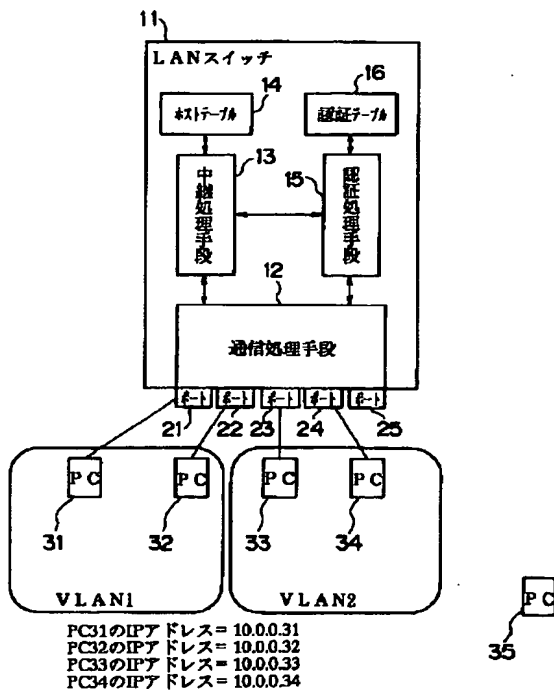 11
LANスイッチ
14
16
ホストテーブル
認証テーブル
13
15
中継処理手段
認証処理手段
12
通信処理手段
ポート ポート ポート ポート ポート
21 22 23 24 25
PC PC PC PC
31 32 33 34
VLAN1 VLAN2
PC
35
PC31のIPアドレス= 10.0.0.31
PC32のIPアドレス= 10.0.0.32
PC33のIPアドレス= 10.0.0.33
PC34のIPアドレス= 10.0.0.34